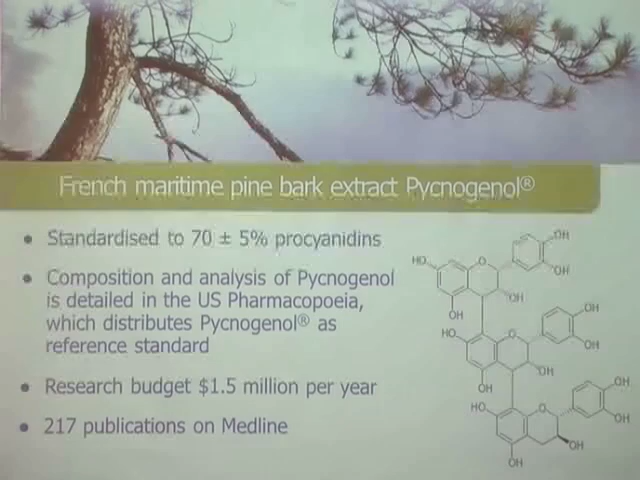 French maritime pine bark extract Pycnogenol®
• Standardised to 70 ± 5% procyanidins
• Composition and analysis of Pycnogenol
is detailed in the US Pharmacopoeia,
which distributes Pycnogenol® as
reference standard
• Research budget $1.5 million per year
• 217 publications on Medline
OH
HO
O
OH
OH
OH
OH
HO
O
OH
OH
OH
OH
HO
O
OH
OH
OH
OH